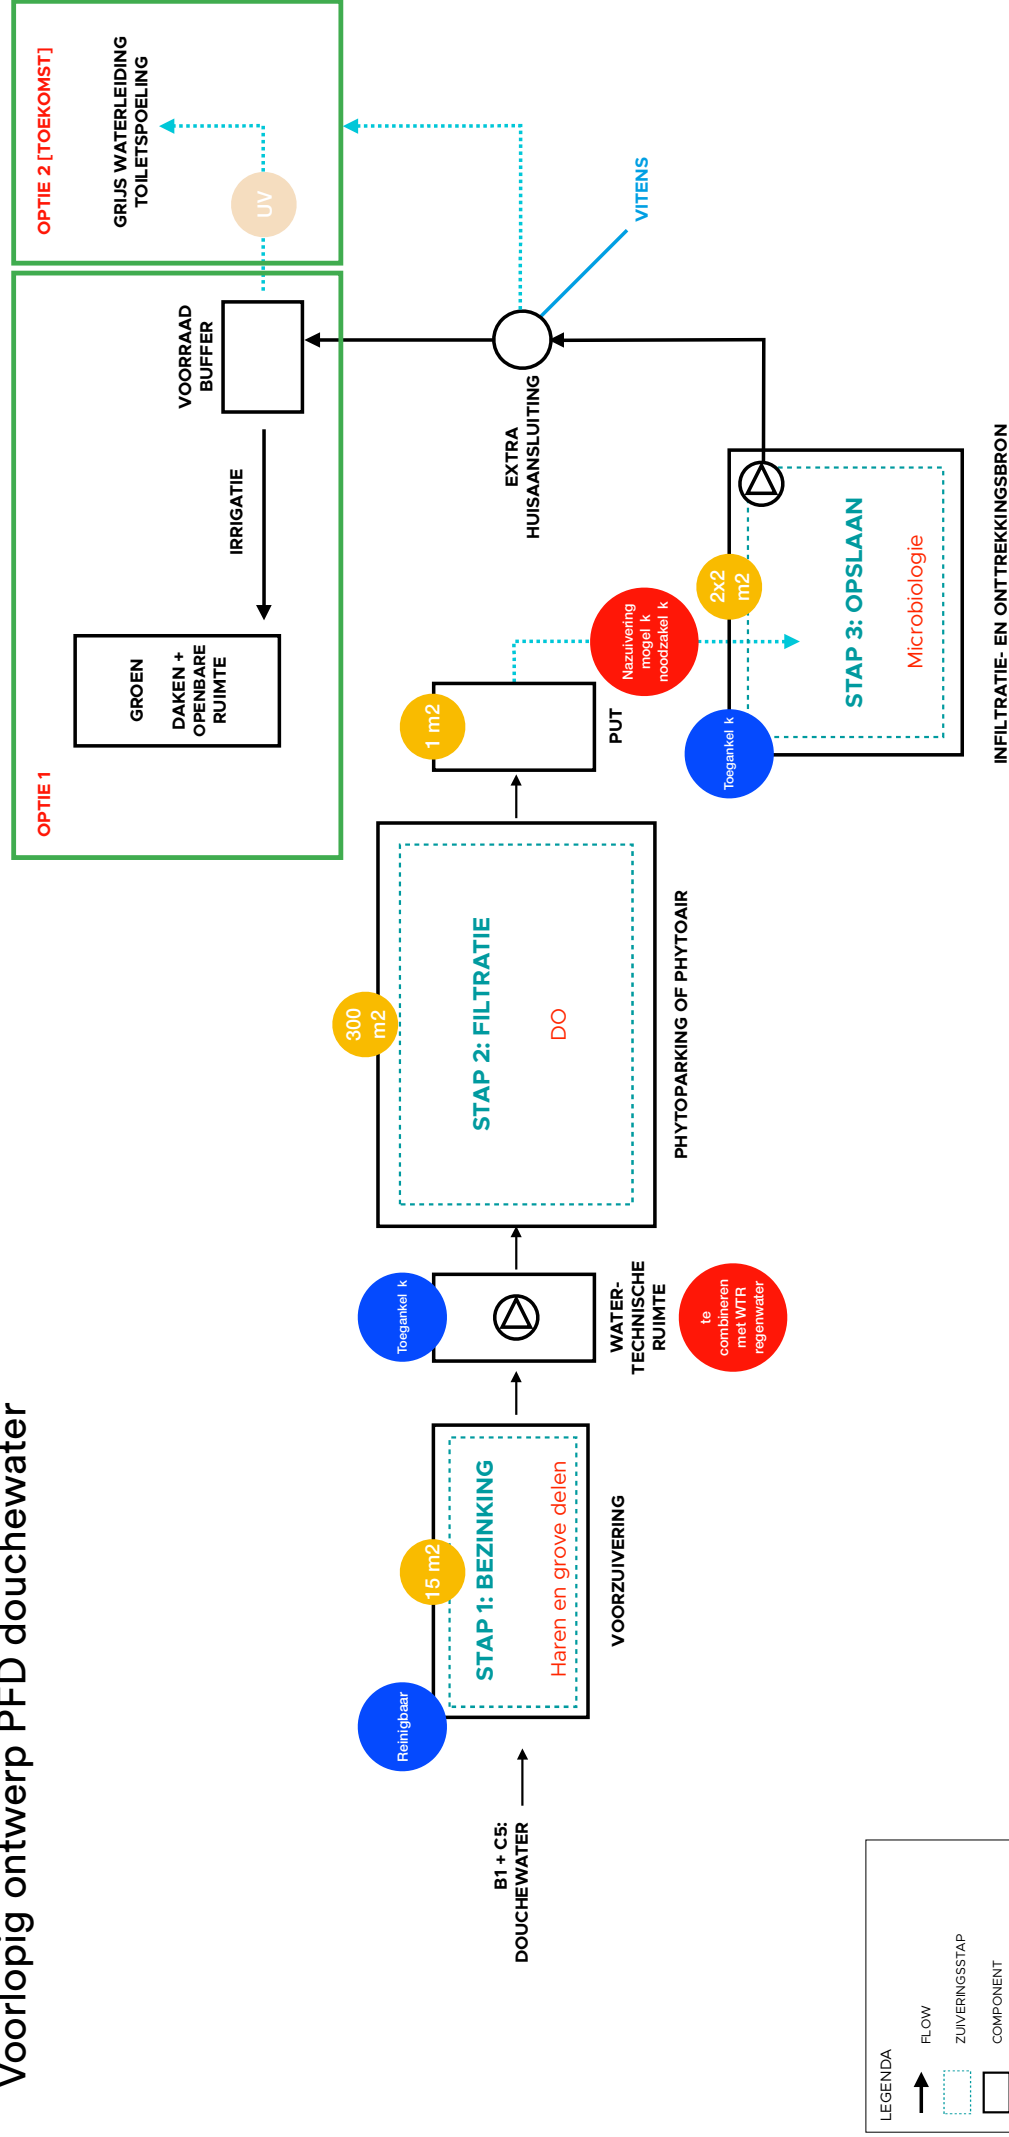 Voorlopig ontwerp PFD douchewater
B1 + C5:
DOUCHEWATER
Reinigbaar
15 m2
STAP 1: BEZINKING
Haren en grove delen
VOORZUIVERING
Toegankel k
WATER-
TECHNISCHE
RUIMTE
te
combineren
met WTR
regenwater
300
m2
STAP 2: FILTRATIE
DO
PHYTOPARKING OF PHYTOAIR
1 m2
PUT
Nazuivering
mogel k
noodzakel k
Toegankel k
2x2
m2
STAP 3: OPSLAAN
Microbiologie
INFILTRATIE- EN ONTTREKKINGSBRON
EXTRA
HUISAANSLUITING
VITENS
OPTIE 1
GROEN
DAKEN +
OPENBARE
RUIMTE
IRRIGATIE
VOORRAAD
BUFFER
OPTIE 2 [TOEKOMST]
GRIJS WATERLEIDING
TOILETSPOELING
UV
LEGENDA
FLOW
ZUIVERINGSSTAP
COMPONENT